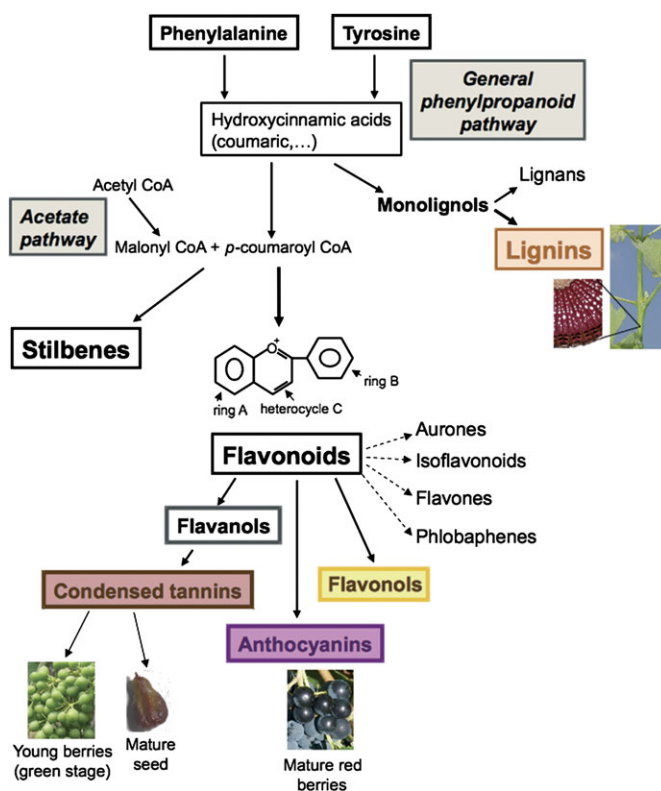 Phenylalanine
Tyrosine
General
phenylpropanoid
pathway
Hydroxycinnamic acids
(coumaric,...)
Acetyl CoA
Acetate
pathway
Malonyl CoA + p-coumaroyl CoA
Monolignols
Lignans
Lignins
Stilbenes
O+
ring B
ring A
heterocycle C
Flavonoids
Aurones
Isoflavonoids
Flavones
Phlobaphenes
Flavanols
Condensed tannins
Flavonols
Anthocyanins
Young berries
(green stage)
Mature
seed
Mature red
berries